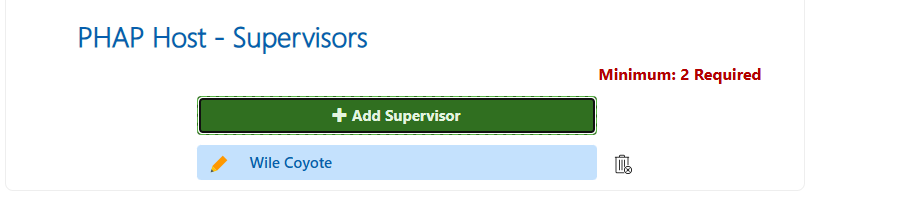 PHAP Host - Supervisors
Minimum: 2 Required
Add Supervisor
Wile Coyote